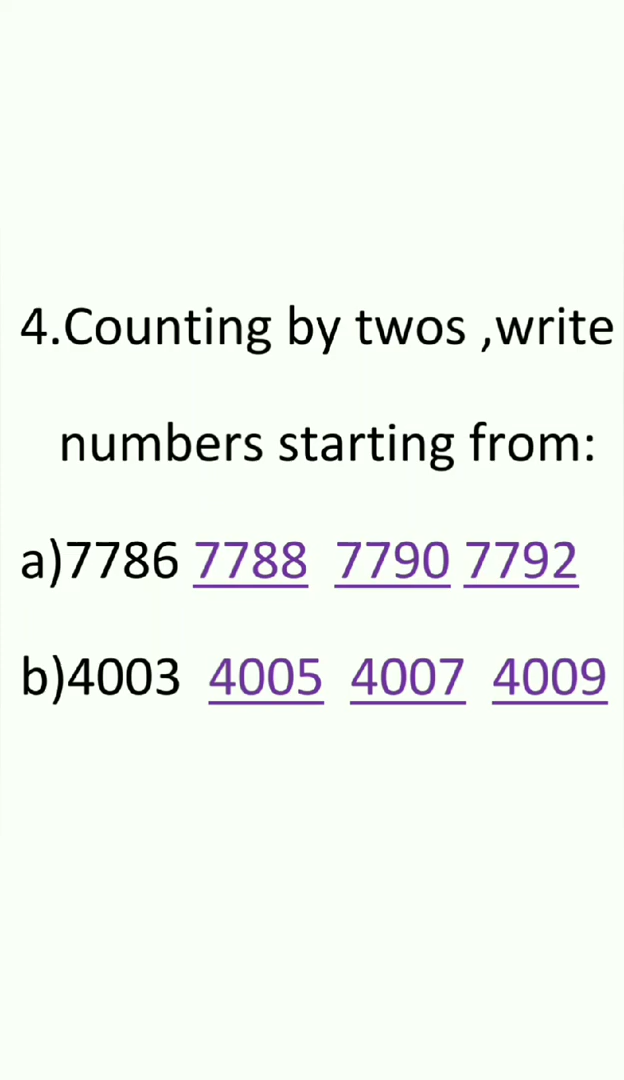 4.Counting by twos ,write
numbers starting from:
a)7786 7788 7790 7792
b)4003 4005 4007 4009